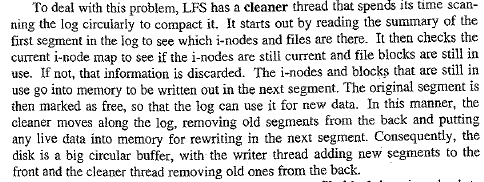 To deal with this problem, LFS has a cleaner thread that spends its time scan-
ning the log circularly to compact it. It starts out by reading the summary of the
first segment in the log to see which i-nodes and files are there. It then checks the
current i-node map to see if the i-nodes are still current and file blocks are still in
use. If not, that information is discarded. The i-nodes and blocks that are still in
use go into memory to be written out in the next segment. The original segment is
then marked as free, so that the log can use it for new data. In this manner, the
cleaner moves along the log, removing old segments from the back and putting
any live data into memory for rewriting in the next segment. Consequently, the
disk is a big circular buffer, with the writer thread adding new segments to the
front and the cleaner thread removing old ones from the back.